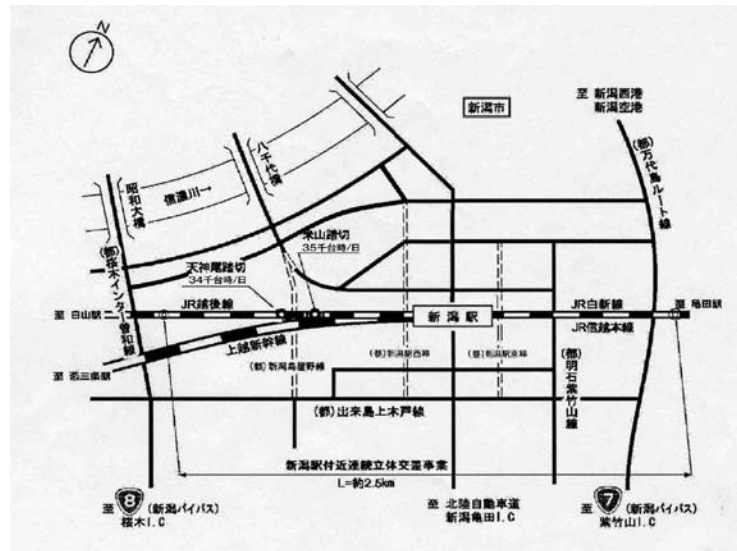 N
新潟市
至 新潟西港
新潟空港
(都)万代島ルート線
八千代橋
昭和大橋
信濃川→
米山踏切
35千台時/日
天神尾踏切
34千台時/日
(都)桜木インター曽和線
至 白山駅
JR越後線
新潟駅
JR白新線
至 亀田駅
JR信越本線
上越新幹線
至 燕三条駅
(都)新潟鳥屋野線
(都)新潟駅西線
(都)新潟駅東線
(都)明石紫竹山線
(都)出来島上木戸線
新潟駅付近連続立体交差事業
L=約2.5km
至 8 (新潟バイパス)
桜木I.C
至 北陸自動車道
新潟亀田I.C
至 7 (新潟バイパス)
紫竹山I.C